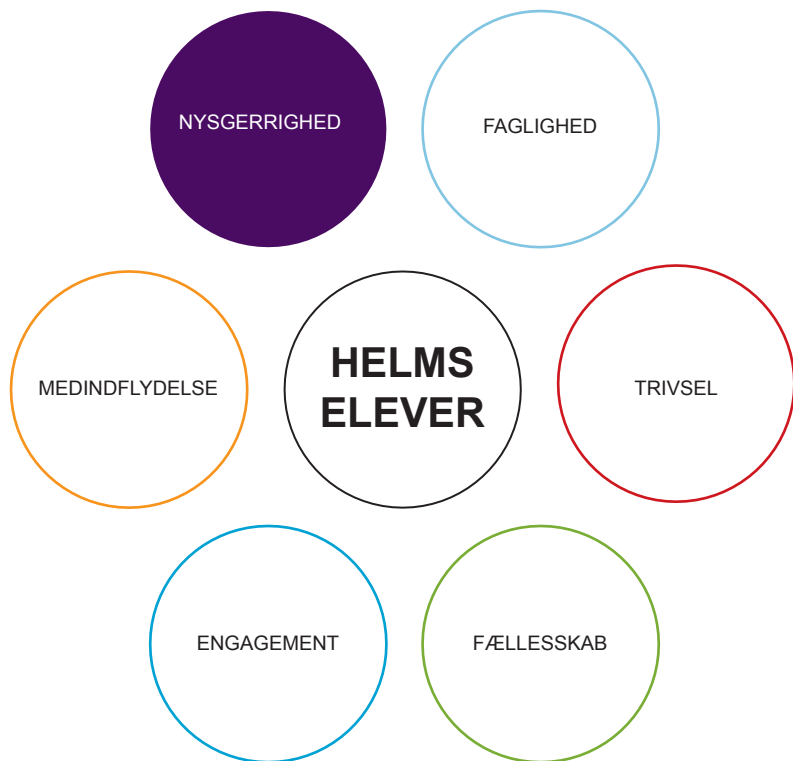 NYSGERRIGHED
FAGLIGHED
MEDINDFLYDELSE
HELMS
ELEVER
TRIVSEL
ENGAGEMENT
FÆLLESSKAB